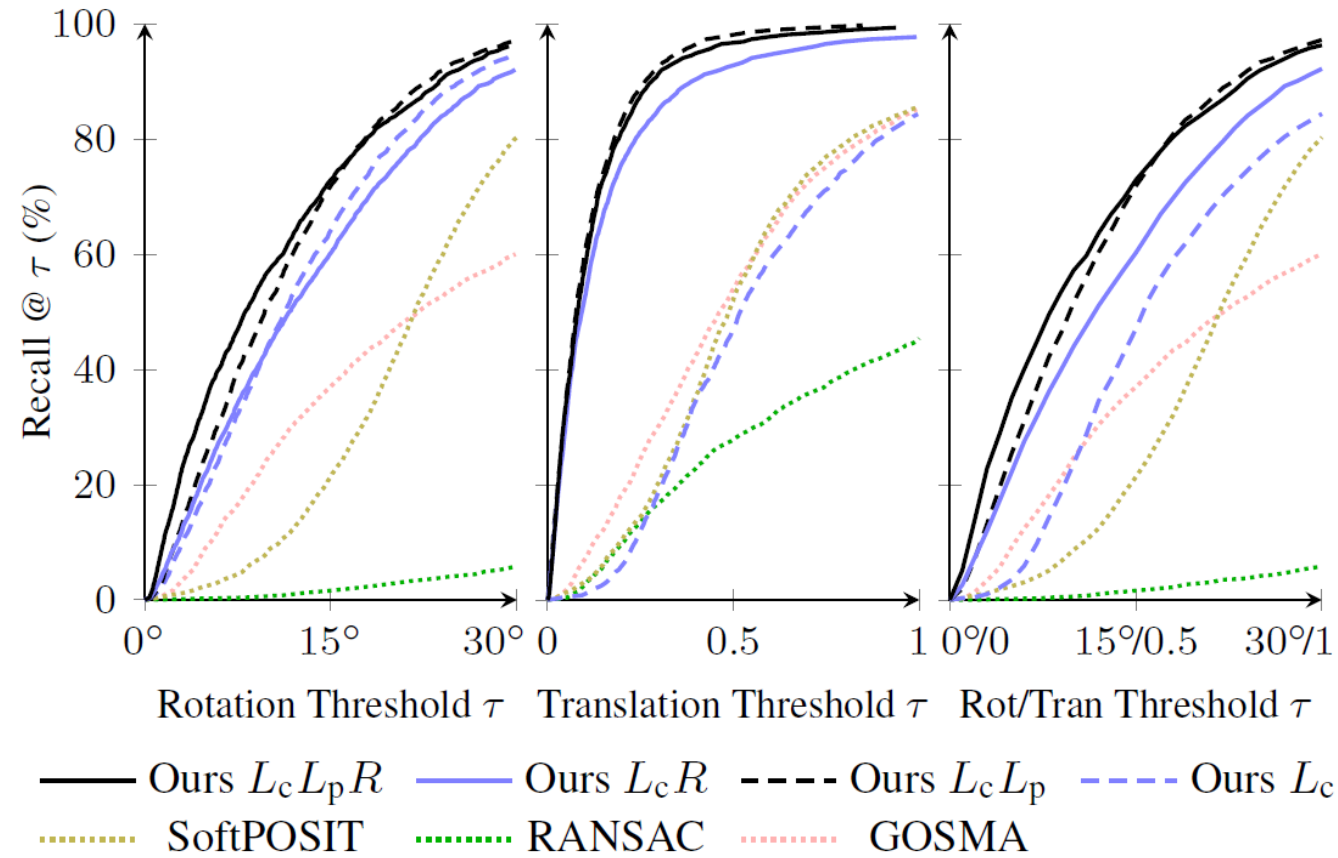 100
80
60
40
20
0
Recall @ τ (%)
0° 15° 30° 0 0.5 1 0°/0 15°/0.5 30°/1
Rotation Threshold τ Translation Threshold τ Rot/Tran Threshold τ
Ours LcLpR Ours LcR Ours LcLp Ours Lc
SoftPOSIT RANSAC GOSMA